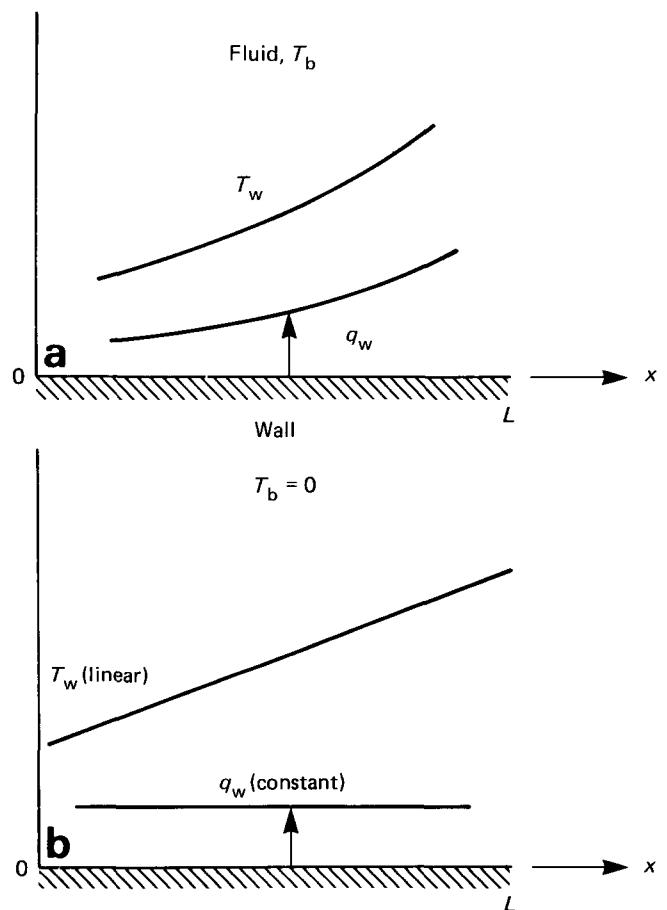 Fluid, T_b
T_w
q_w
a
0
x
L
Wall
T_b = 0
T_w (linear)
q_w (constant)
b
0
x
L